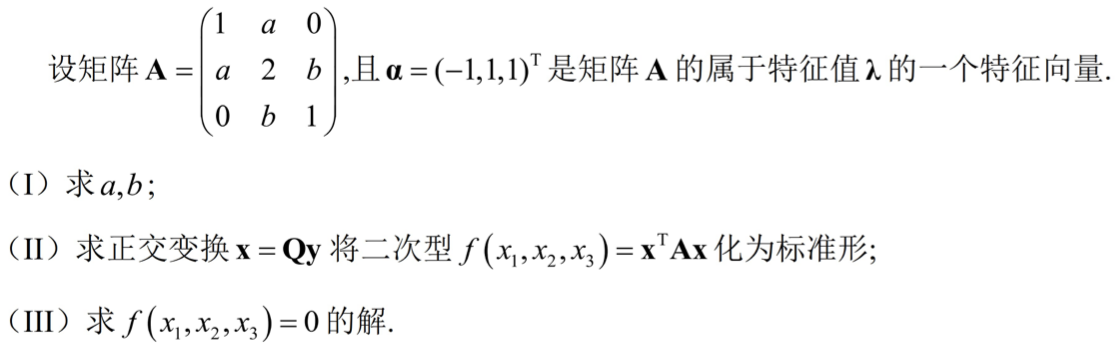 设矩阵 $\mathbf{A}=\begin{pmatrix}1 & a & 0\\ a & 2 & b\\ 0 & b & 1\end{pmatrix}$,且 $\boldsymbol{\alpha}=(-1,1,1)^{\mathrm{T}}$ 是矩阵 $\mathbf{A}$ 的属于特征值 $\boldsymbol{\lambda}$ 的一个特征向量.
（I）求 $a,b$;
（II）求正交变换 $\mathbf{x}=\mathbf{Qy}$ 将二次型 $f(x_1,x_2,x_3)=\mathbf{x}^{\mathrm{T}}\mathbf{Ax}$ 化为标准形;
（III）求 $f(x_1,x_2,x_3)=0$ 的解.